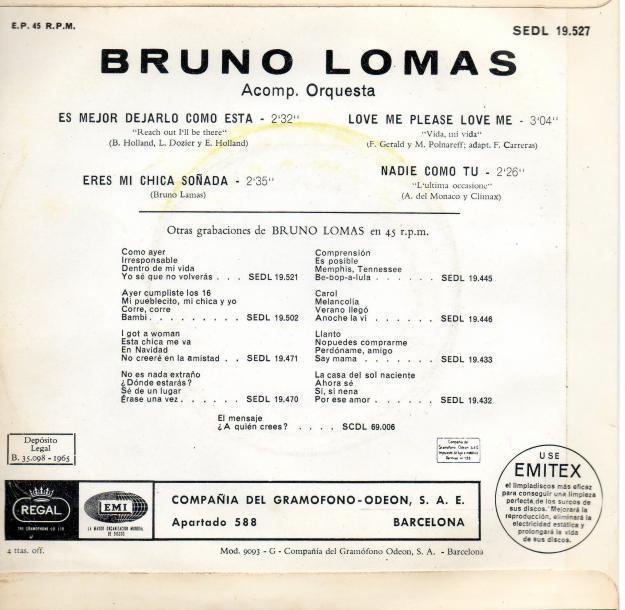 E.P. 45 R.P.M.
SEDL 19.527
BRUNO LOMAS
Acomp. Orquesta
ES MEJOR DEJARLO COMO ESTA - 2'32"
"Reach out I'll be there"
(B. Holland, L. Dozier y E. Holland)
LOVE ME PLEASE LOVE ME - 3'04"
"Vida, mi vida"
(F. Gerald y M. Polnareff; adapt. F. Carreras)
ERES MI CHICA SOÑADA - 2'35"
(Bruno Lamas)
NADIE COMO TU - 2'26"
"L'ultima occasione"
(A. del Monaco y Climax)
Otras grabaciones de BRUNO LOMAS en 45 r.p.m.
Como ayer
Irresponsable
Dentro de mi vida
Yo sé que no volverás . . . SEDL 19.521
Ayer cumpliste los 16
Mi pueblecito, mi chica y yo
Corre, corre
Bambi . . . . . . . . . SEDL 19.502
I got a woman
Esta chica me va
En Navidad
No creeré en la amistad . . SEDL 19.471
No es nada extraño
¿Dónde estarás?
Sé de un lugar
Érase una vez . . . . . . SEDL 19.470
Comprensión
Es posible
Memphis, Tennessee
Be-bop-a-lula . . . . . . SEDL 19.445
Carol
Melancolía
Verano llegó
Anoche la vi . . . . . . SEDL 19.446
Llanto
Nopuedes comprarme
Perdóname, amigo
Say mama . . . . . . . SEDL 19.433
La casa del sol naciente
Ahora sé
Sí, si nena
Por ese amor . . . . . . SEDL 19.432
El mensaje
¿A quién crees? . . . . SCDL 69.006
Depósito
Legal
B. 35.098 - 1965
REGAL
THE GRAMOPHONE CO LTD
EMI
LA MAYOR ORGANIZACION MUNDIAL
DE DISCOS
COMPAÑIA DEL GRAMOFONO-ODEON, S. A. E.
Apartado 588 BARCELONA
USE
EMITEX
el limpiadiscos más eficaz
para conseguir una limpieza
perfecta de los surcos de
sus discos. Mejorará la
reproducción, eliminará la
electricidad estática y
prolongará la vida
de sus discos.
4 ttas. off.
Mod. 9093 - G - Compañía del Gramófono Odeon, S. A. - Barcelona